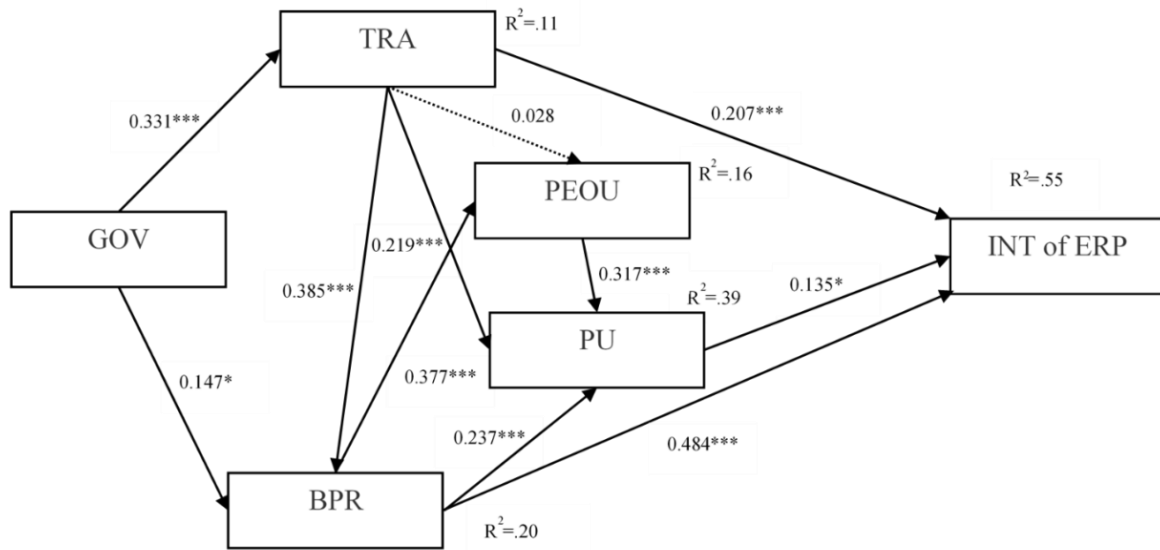 TRA
R²=.11
0.331***
0.028
0.207***
PEOU
R²=.16
R²=.55
GOV
INT of ERP
0.219***
0.317***
0.385***
R²=.39
0.135*
PU
0.147*
0.377***
0.237***
0.484***
BPR
R²=.20